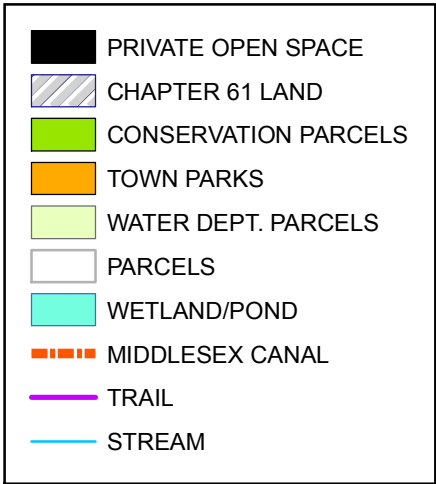 PRIVATE OPEN SPACE
CHAPTER 61 LAND
CONSERVATION PARCELS
TOWN PARKS
WATER DEPT. PARCELS
PARCELS
WETLAND/POND
MIDDLESEX CANAL
TRAIL
STREAM